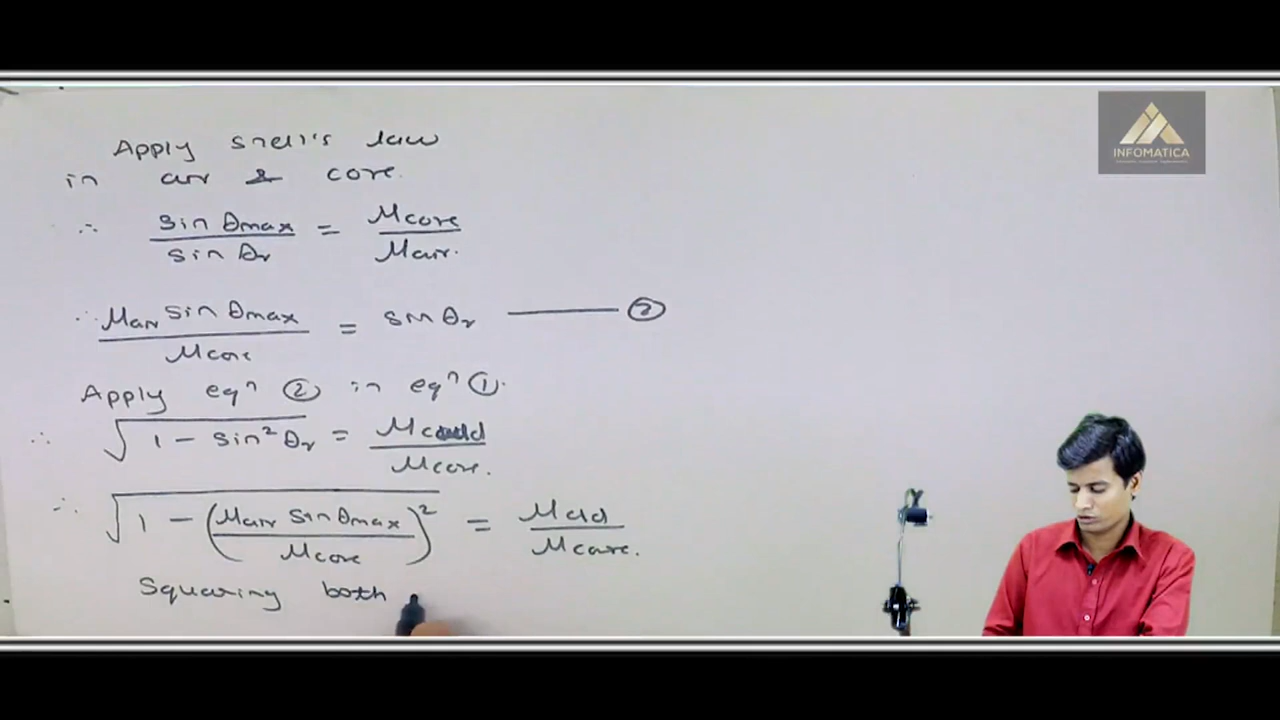 Apply snell's law
in air & core.
∴ sin θmax / sin θr = μcore / μair.
∴ μair sin θmax / μcore = sin θr ——— ②
Apply eqⁿ ② in eqⁿ ①.
∴ √(1 - sin² θr) = μclad / μcore.
∴ √(1 - (μair sin θmax / μcore)²) = μclad / μcore.
Squaring both
INFOMATICA